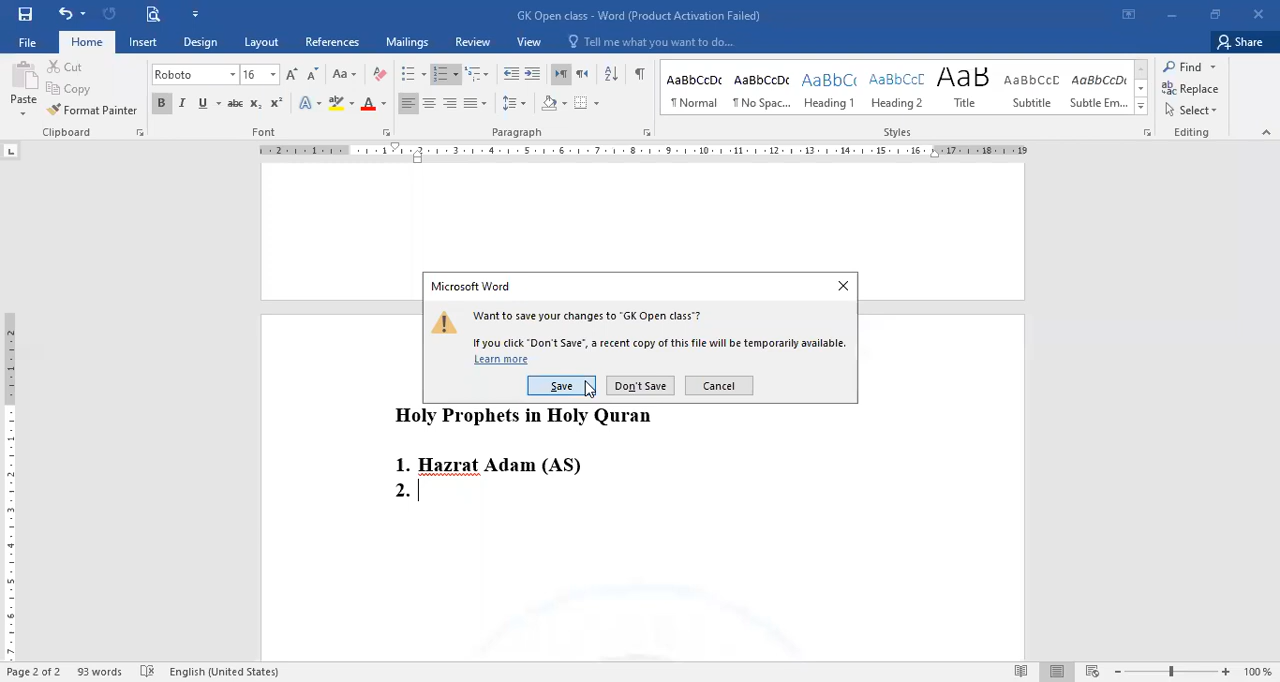 GK Open class - Word (Product Activation Failed)
File Home Insert Design Layout References Mailings Review View Tell me what you want to do... Share
Paste
Cut
Copy
Format Painter
Clipboard
Roboto 16
Font
Paragraph
AaBbCcDc AaBbCcDc AaBbC AaBbCcE AaB AaBbCcD AaBbCcD
¶ Normal ¶ No Spac... Heading 1 Heading 2 Title Subtitle Subtle Em...
Styles
Find
Replace
Select
Editing
Microsoft Word
Want to save your changes to "GK Open class"?
If you click "Don't Save", a recent copy of this file will be temporarily available.
Learn more
Save Don't Save Cancel
Holy Prophets in Holy Quran
1. Hazrat Adam (AS)
2.
Page 2 of 2 93 words English (United States) 100 %